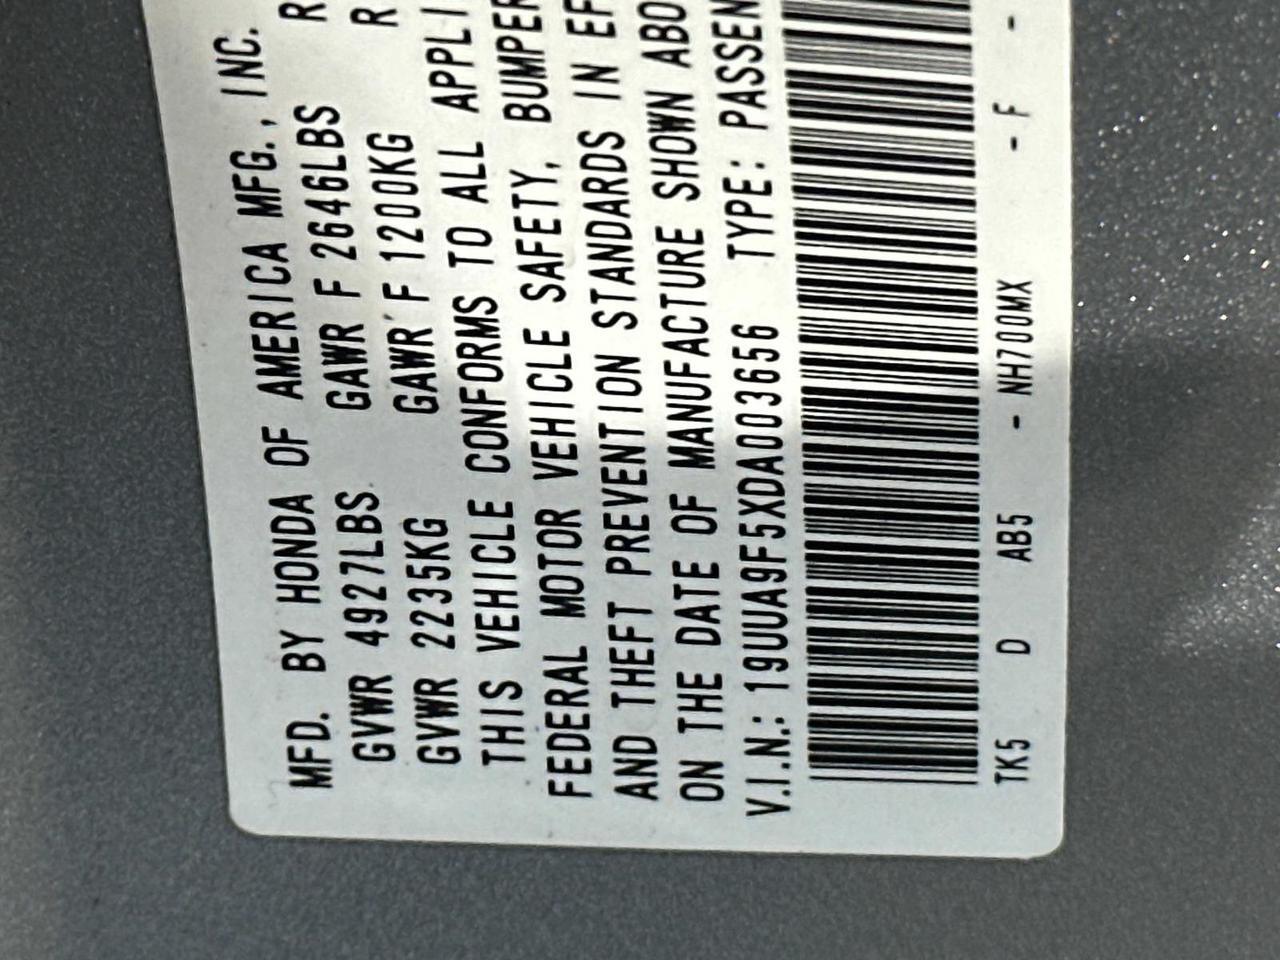 MFD. BY HONDA OF AMERICA MFG., INC.
GVWR 4927LBS GAWR F 2646LBS R
GVWR 2235KG GAWR F 1200KG R
THIS VEHICLE CONFORMS TO ALL APPLI
FEDERAL MOTOR VEHICLE SAFETY, BUMPER
AND THEFT PREVENTION STANDARDS IN EF
ON THE DATE OF MANUFACTURE SHOWN ABO
V.I.N.: 19UUA9F5XDA003656 TYPE: PASSEN
TK5 D AB5 - NH700MX - F -